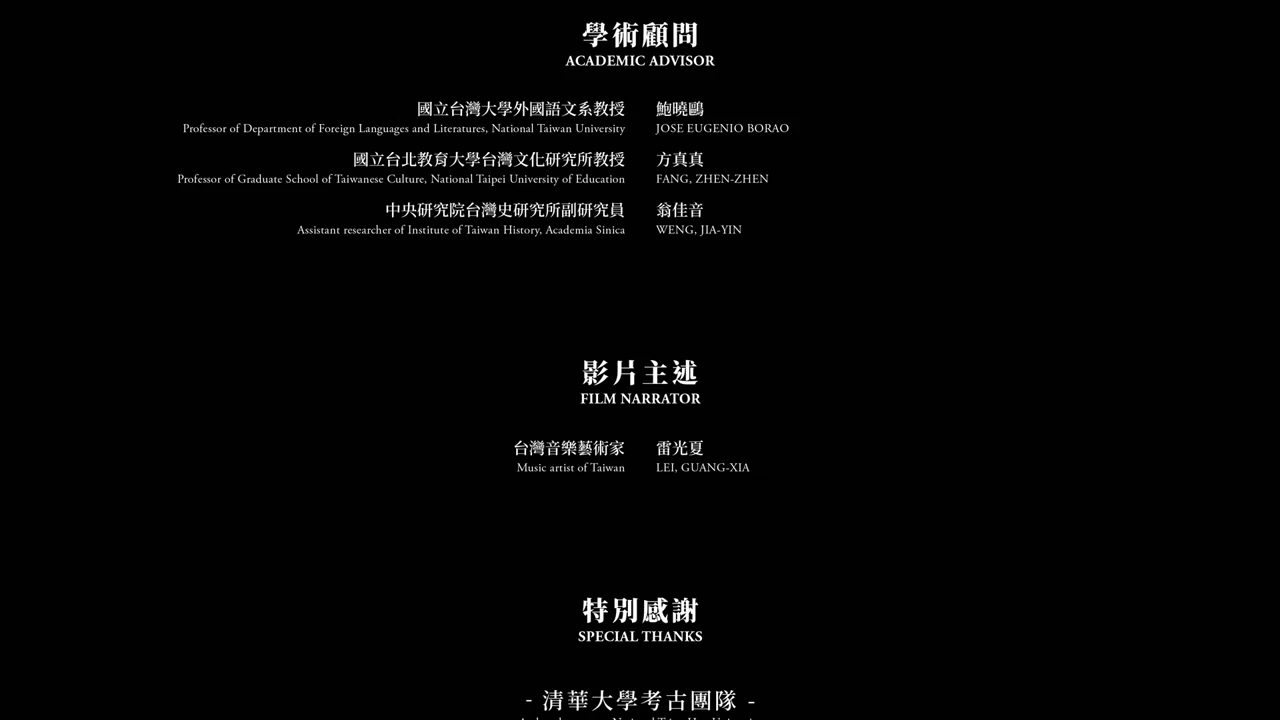 學術顧問
ACADEMIC ADVISOR
國立台灣大學外國語文系教授 鮑曉鷗
Professor of Department of Foreign Languages and Literatures, National Taiwan University JOSE EUGENIO BORAO
國立台北教育大學台灣文化研究所教授 方真真
Professor of Graduate School of Taiwanese Culture, National Taipei University of Education FANG, ZHEN-ZHEN
中央研究院台灣史研究所副研究員 翁佳音
Assistant researcher of Institute of Taiwan History, Academia Sinica WENG, JIA-YIN
影片主述
FILM NARRATOR
台灣音樂藝術家 雷光夏
Music artist of Taiwan LEI, GUANG-XIA
特別感謝
SPECIAL THANKS
- 清華大學考古團隊 -